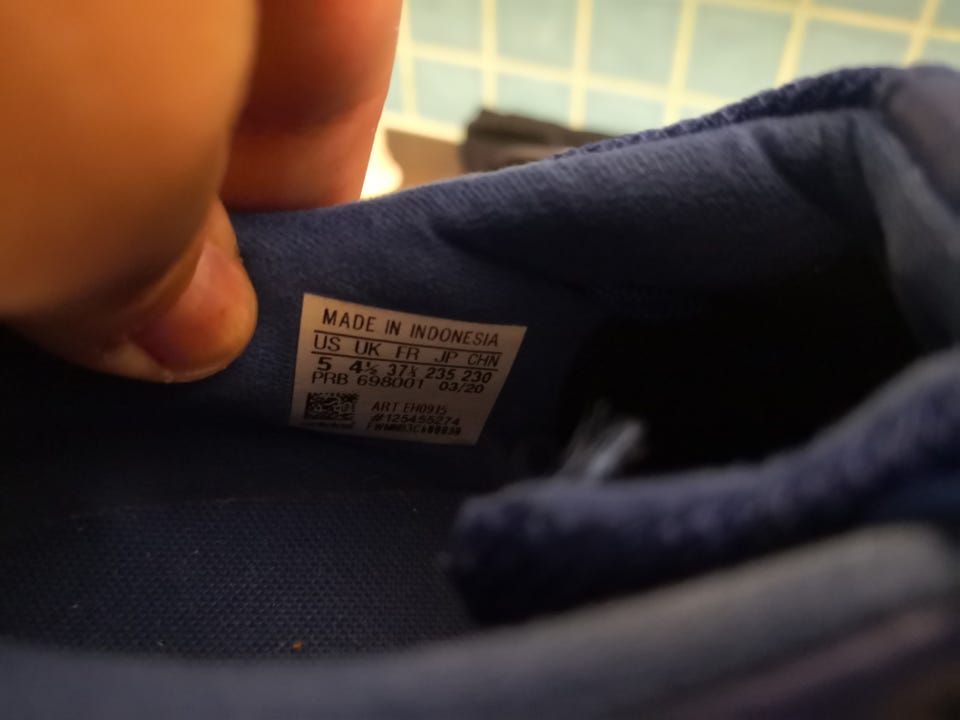 MADE IN INDONESIA
US UK FR JP CHN
5 4½ 37⅓ 235 230
PRB 698001 03/20
ART EH0915
#125455274